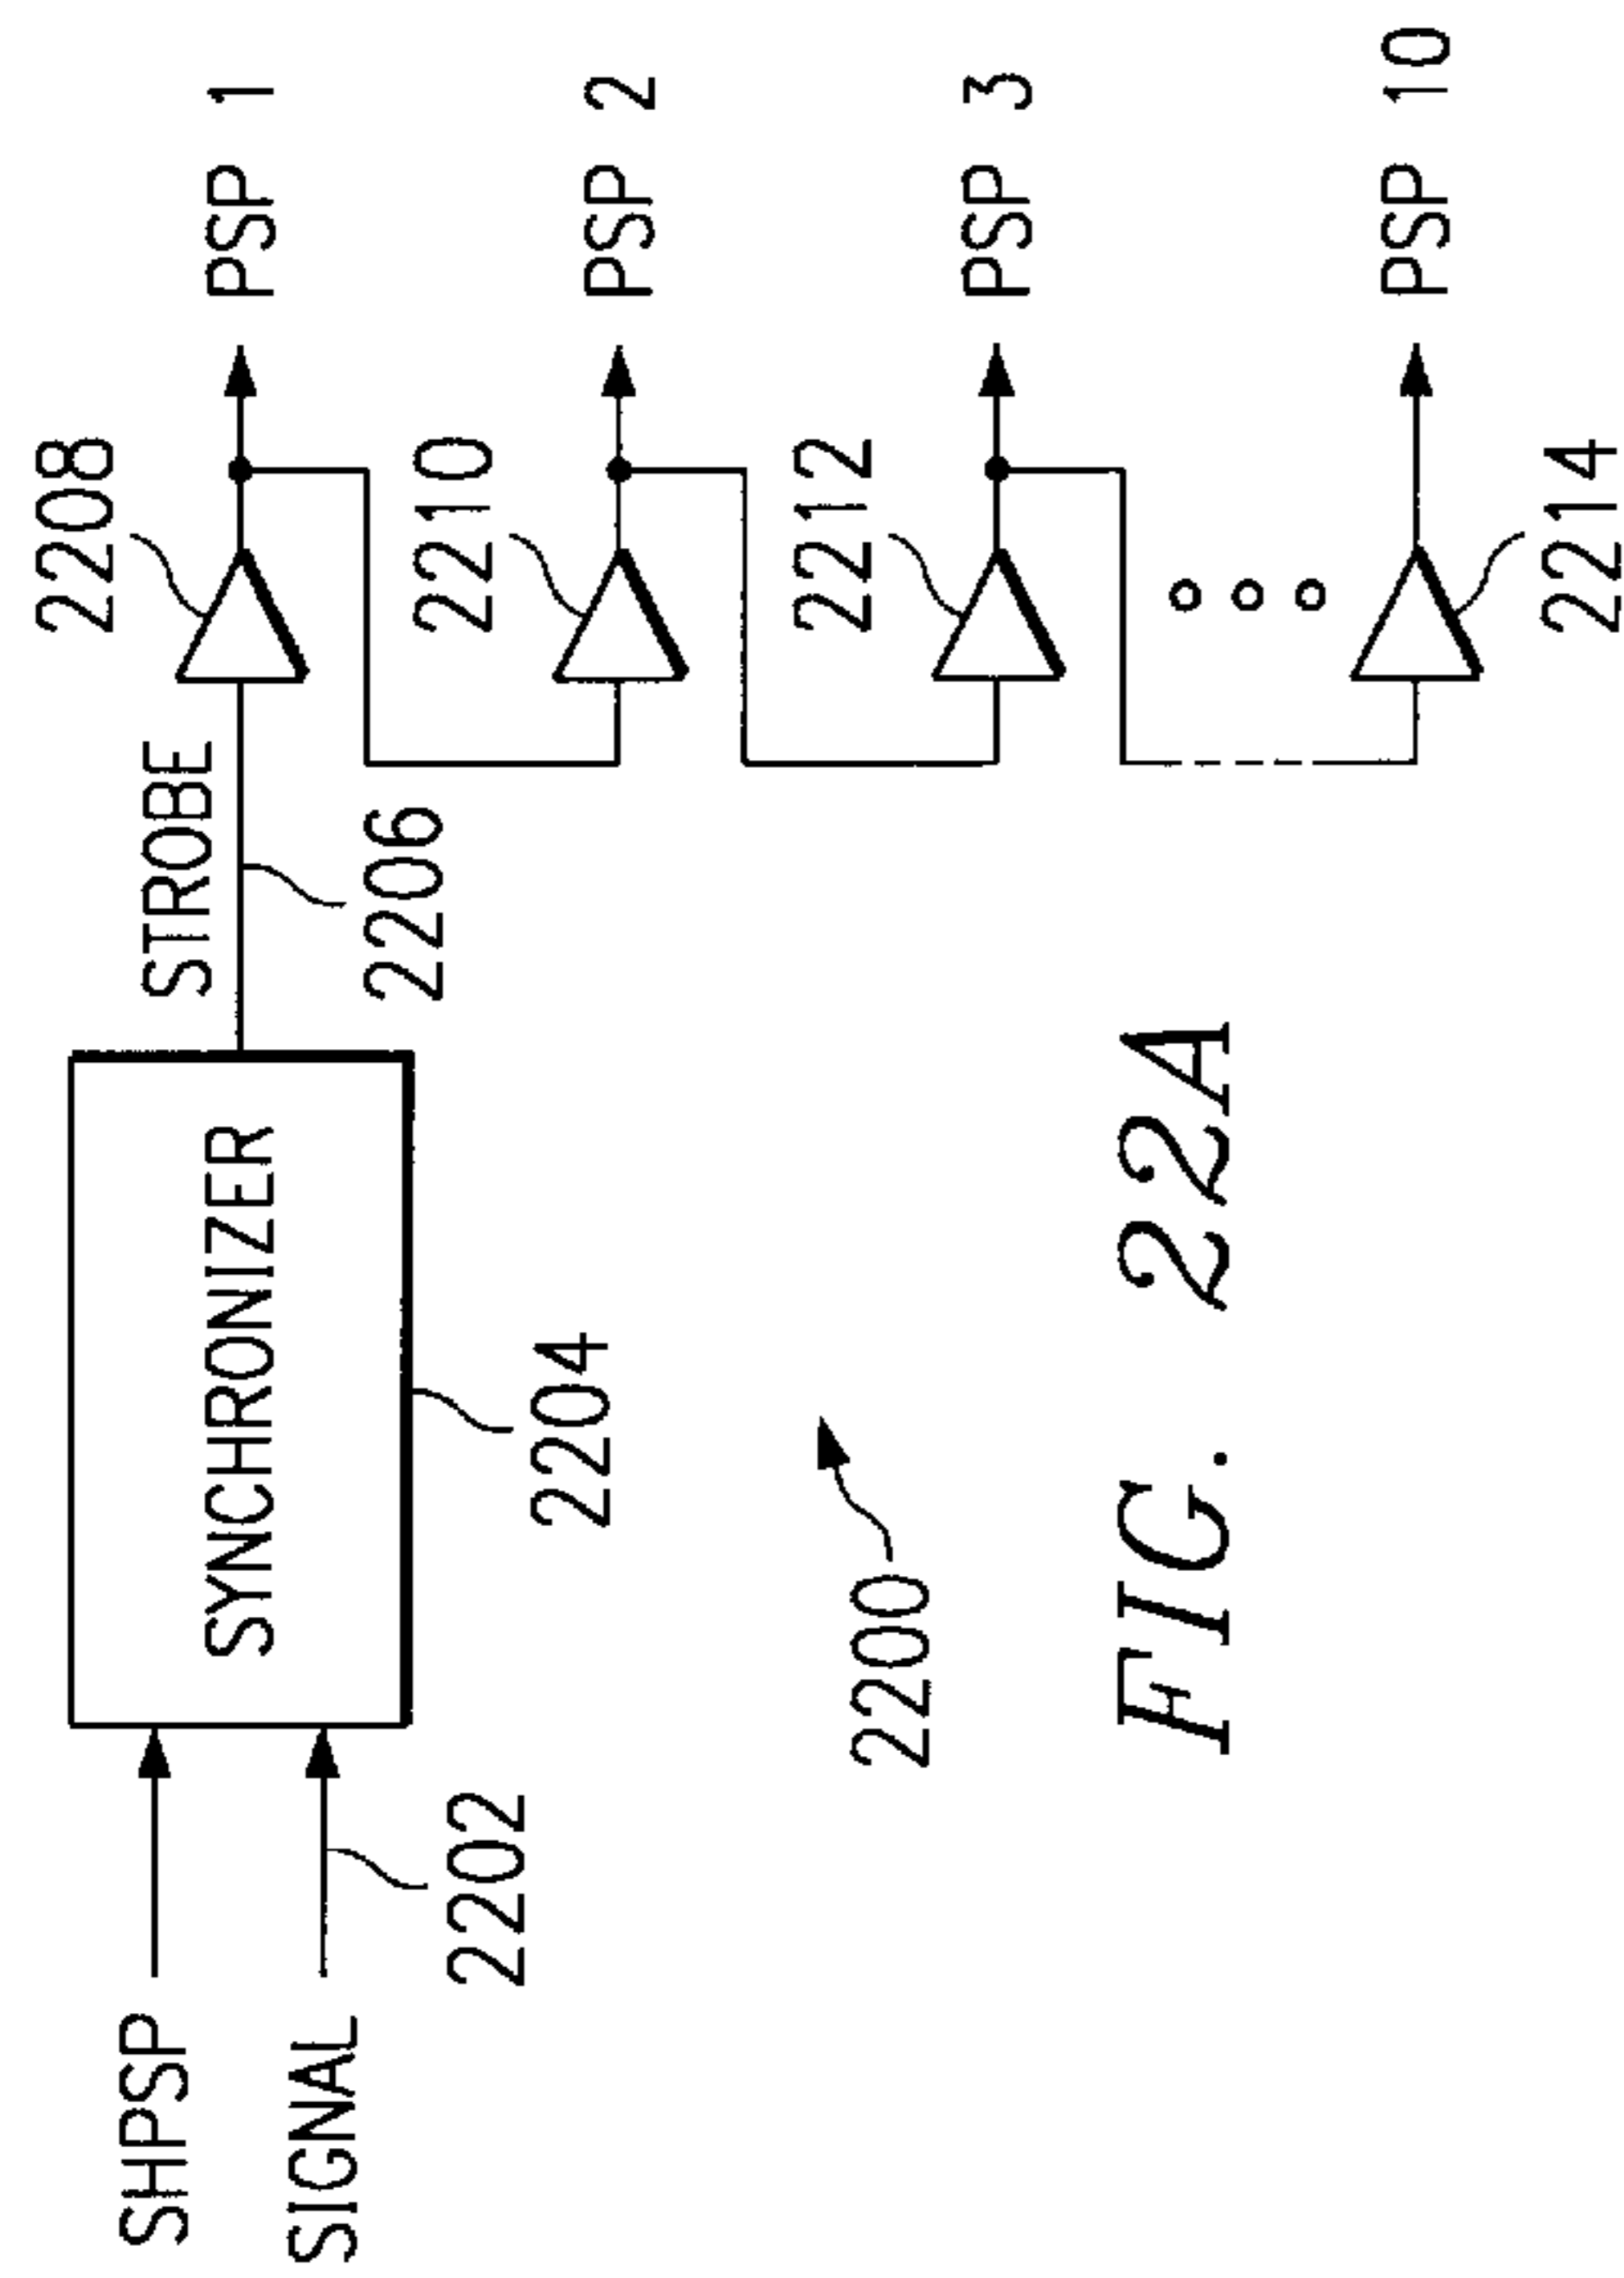 2208
PSP 1
STROBE
SYNCHRONIZER
SHPSP
SIGNAL
2202
2204
2206
2210
PSP 2
2212
PSP 3
2214
PSP 10
2200
FIG. 22A